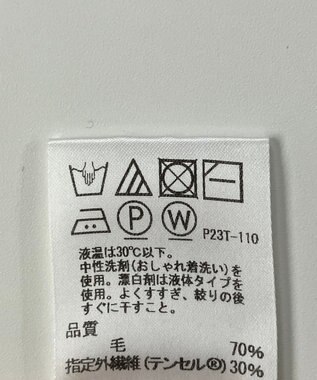 P W P23T-110
液温は30℃以下。
中性洗剤(おしゃれ着洗い)を
使用。漂白剤は液体タイプを
使用。よくすすぎ、絞りの後
すぐに干すこと。
品質
毛 70%
指定外繊維(テンセル®) 30%